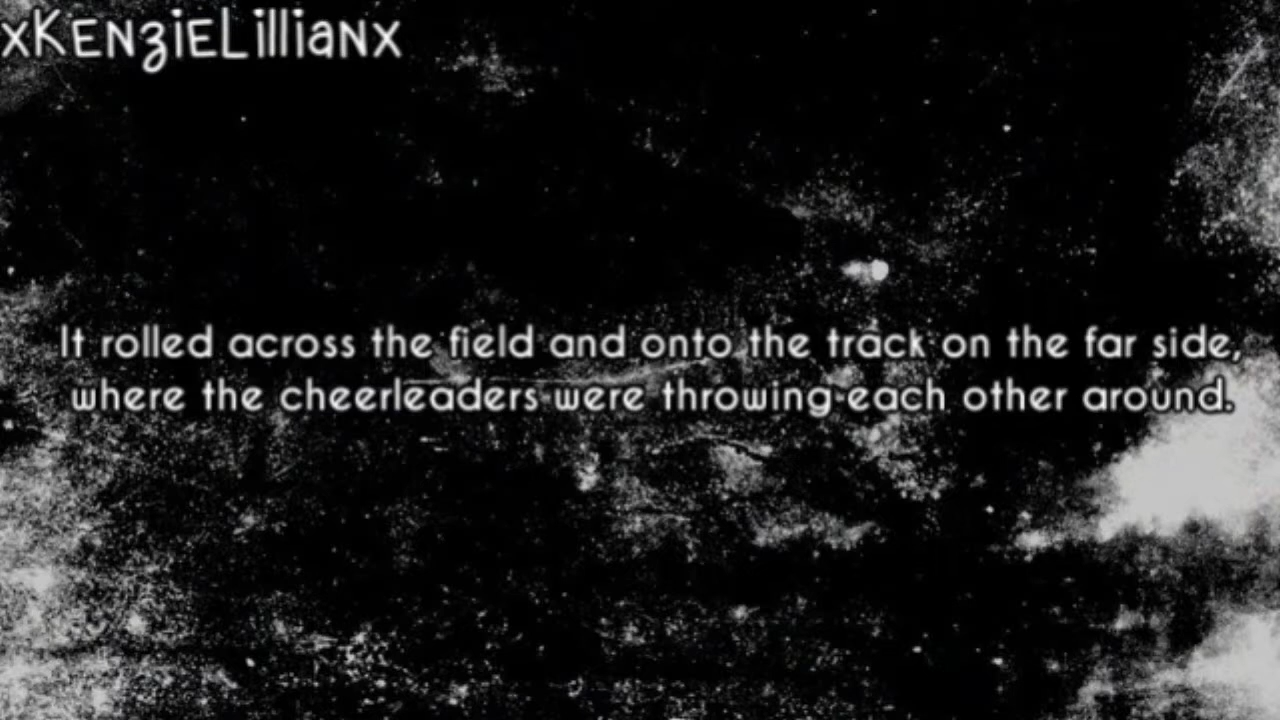 xKENziELillianx
It rolled across the field and onto the track on the far side,
where the cheerleaders were throwing each other around.